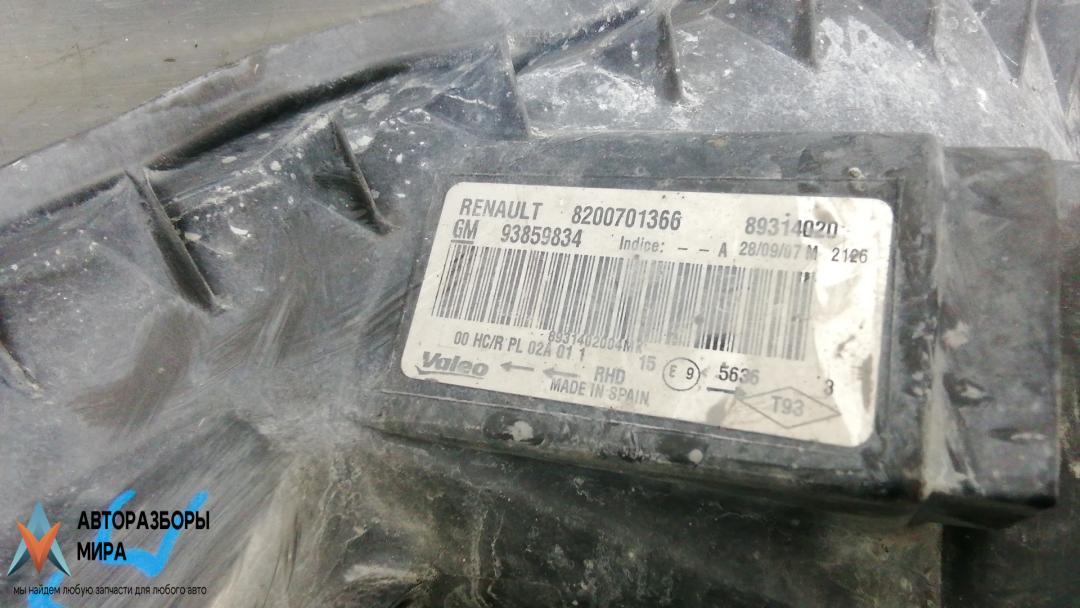 RENAULT 8200701366 89314020
GM 93859834 Indice: - - A 28/09/07 M 2126
8931402004MK
00 HC/R PL 02A 01 1
Valeo RHD 15 E 9 5636 3
MADE IN SPAIN T93
АВТОРАЗБОРЫ
МИРА
мы найдем любую запчасти для любого авто